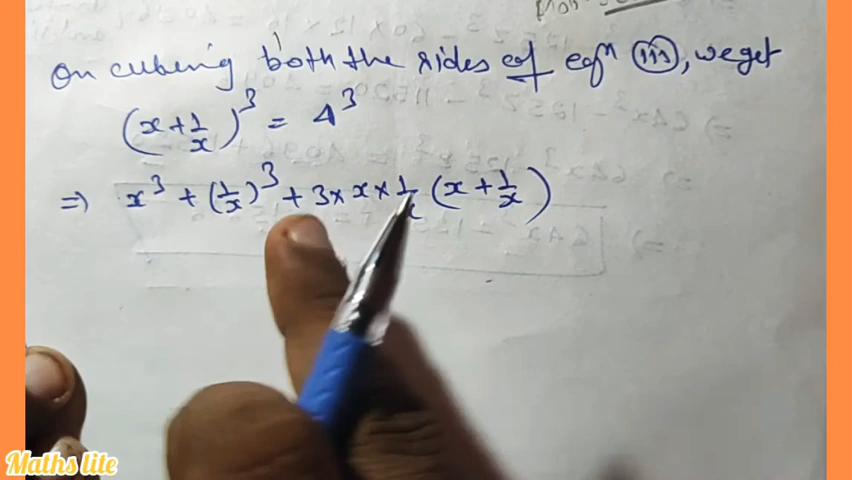 On cubing both the sides of eqⁿ (iii), we get
(x + 1/x)³ = 4³
⇒ x³ + (1/x)³ + 3 × x × 1/x (x + 1/x)
Maths lite